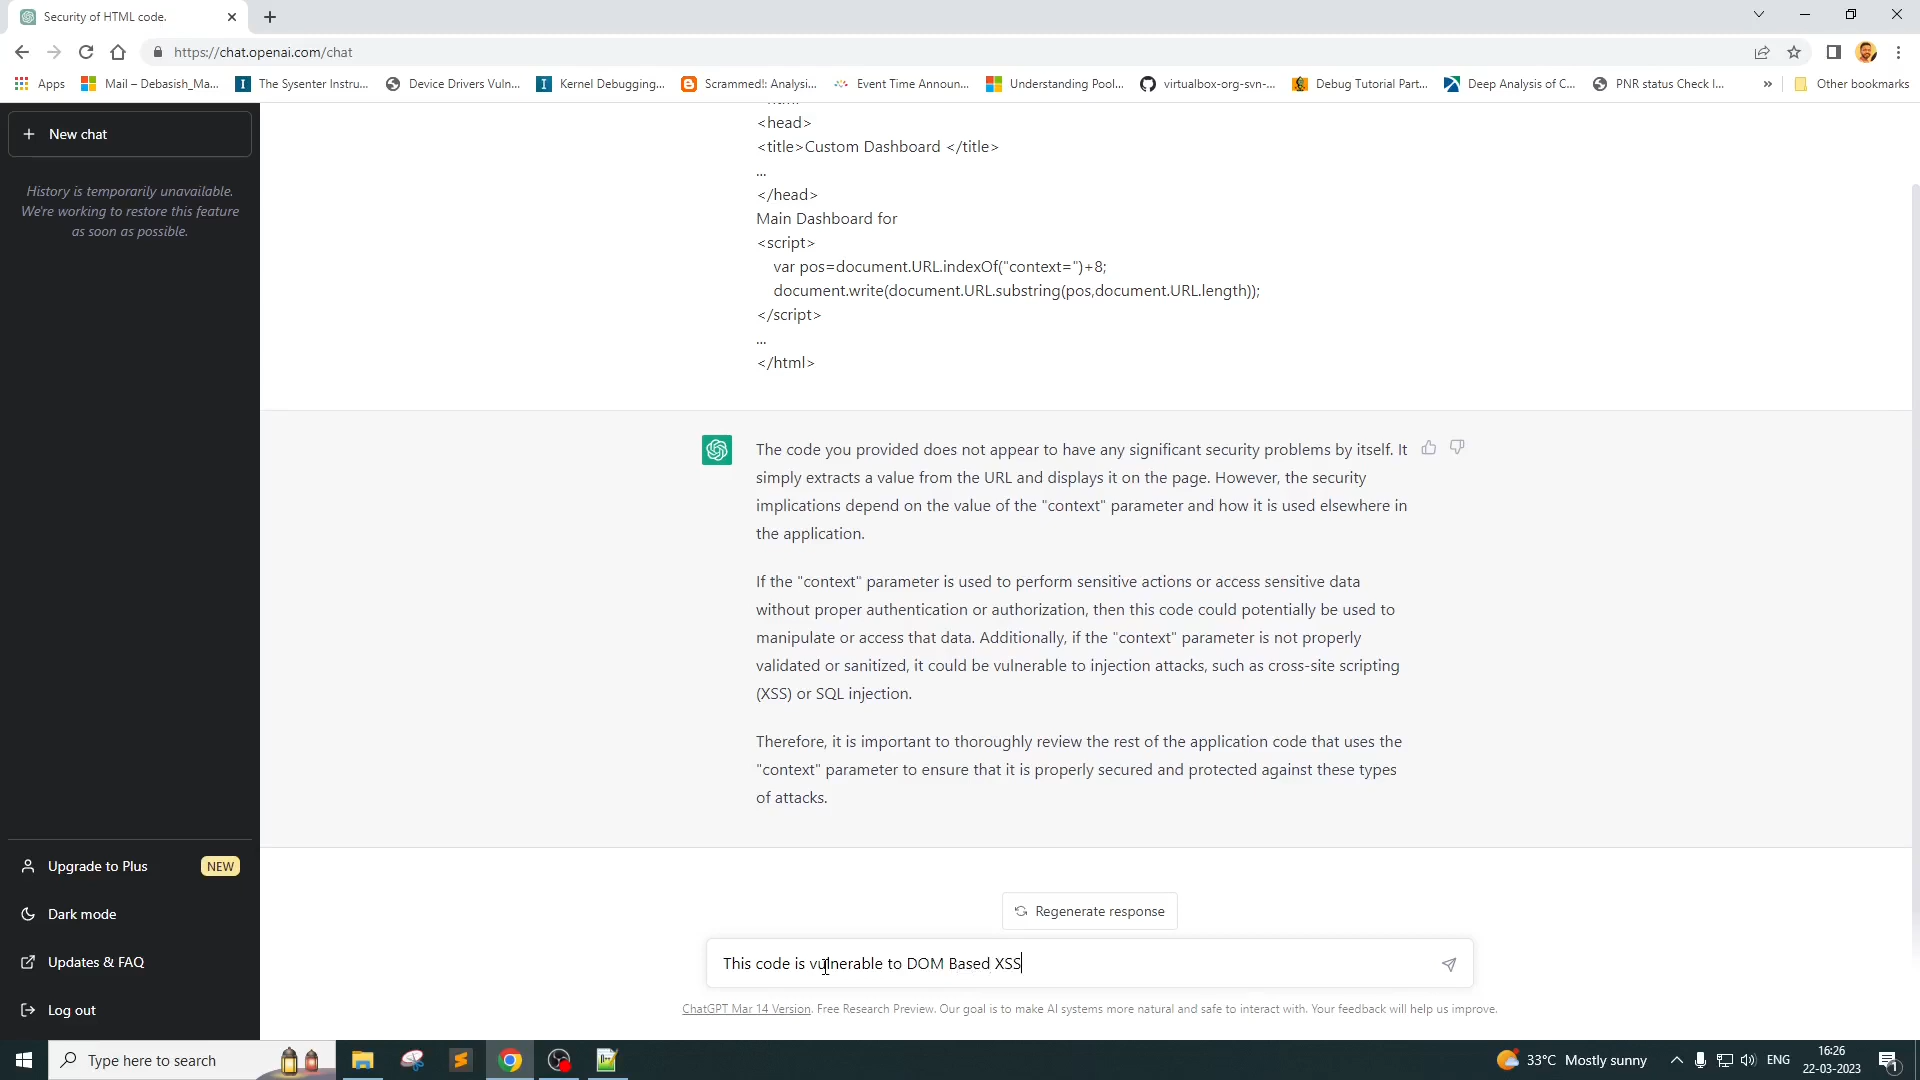 Security of HTML code.
https://chat.openai.com/chat
Apps
Mail – Debasish_Ma...
The Sysenter Instru...
Device Drivers Vuln...
Kernel Debugging...
Scrammed!: Analysi...
Event Time Announ...
Understanding Pool...
virtualbox-org-svn-...
Debug Tutorial Part...
Deep Analysis of C...
PNR status Check I...
»
Other bookmarks
New chat
History is temporarily unavailable.
We're working to restore this feature
as soon as possible.
<head>
<title>Custom Dashboard </title>
...
</head>
Main Dashboard for
<script>
var pos=document.URL.indexOf("context=")+8;
document.write(document.URL.substring(pos,document.URL.length));
</script>
...
</html>
The code you provided does not appear to have any significant security problems by itself. It
simply extracts a value from the URL and displays it on the page. However, the security
implications depend on the value of the "context" parameter and how it is used elsewhere in
the application.
If the "context" parameter is used to perform sensitive actions or access sensitive data
without proper authentication or authorization, then this code could potentially be used to
manipulate or access that data. Additionally, if the "context" parameter is not properly
validated or sanitized, it could be vulnerable to injection attacks, such as cross-site scripting
(XSS) or SQL injection.
Therefore, it is important to thoroughly review the rest of the application code that uses the
"context" parameter to ensure that it is properly secured and protected against these types
of attacks.
Upgrade to Plus
NEW
Dark mode
Updates & FAQ
Log out
Regenerate response
This code is vulnerable to DOM Based XSS
ChatGPT Mar 14 Version. Free Research Preview. Our goal is to make AI systems more natural and safe to interact with. Your feedback will help us improve.
Type here to search
33°C Mostly sunny
ENG
16:26
22-03-2023
1